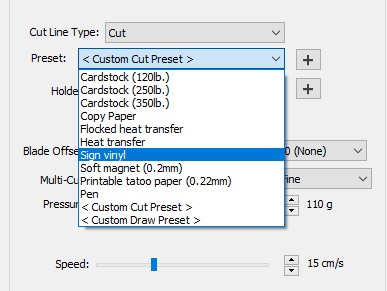 Cut Line Type: Cut
Preset: < Custom Cut Preset >
Cardstock (120lb.)
Holde
Cardstock (250lb.)
Cardstock (350lb.)
Copy Paper
Flocked heat transfer
Heat transfer
Blade Offse
Sign vinyl
0 (None)
Soft magnet (0.2mm)
Multi-Cu
Printable tatoo paper (0.22mm)
ine
Pen
Pressu
< Custom Cut Preset >
110 g
< Custom Draw Preset >
Speed: 15 cm/s